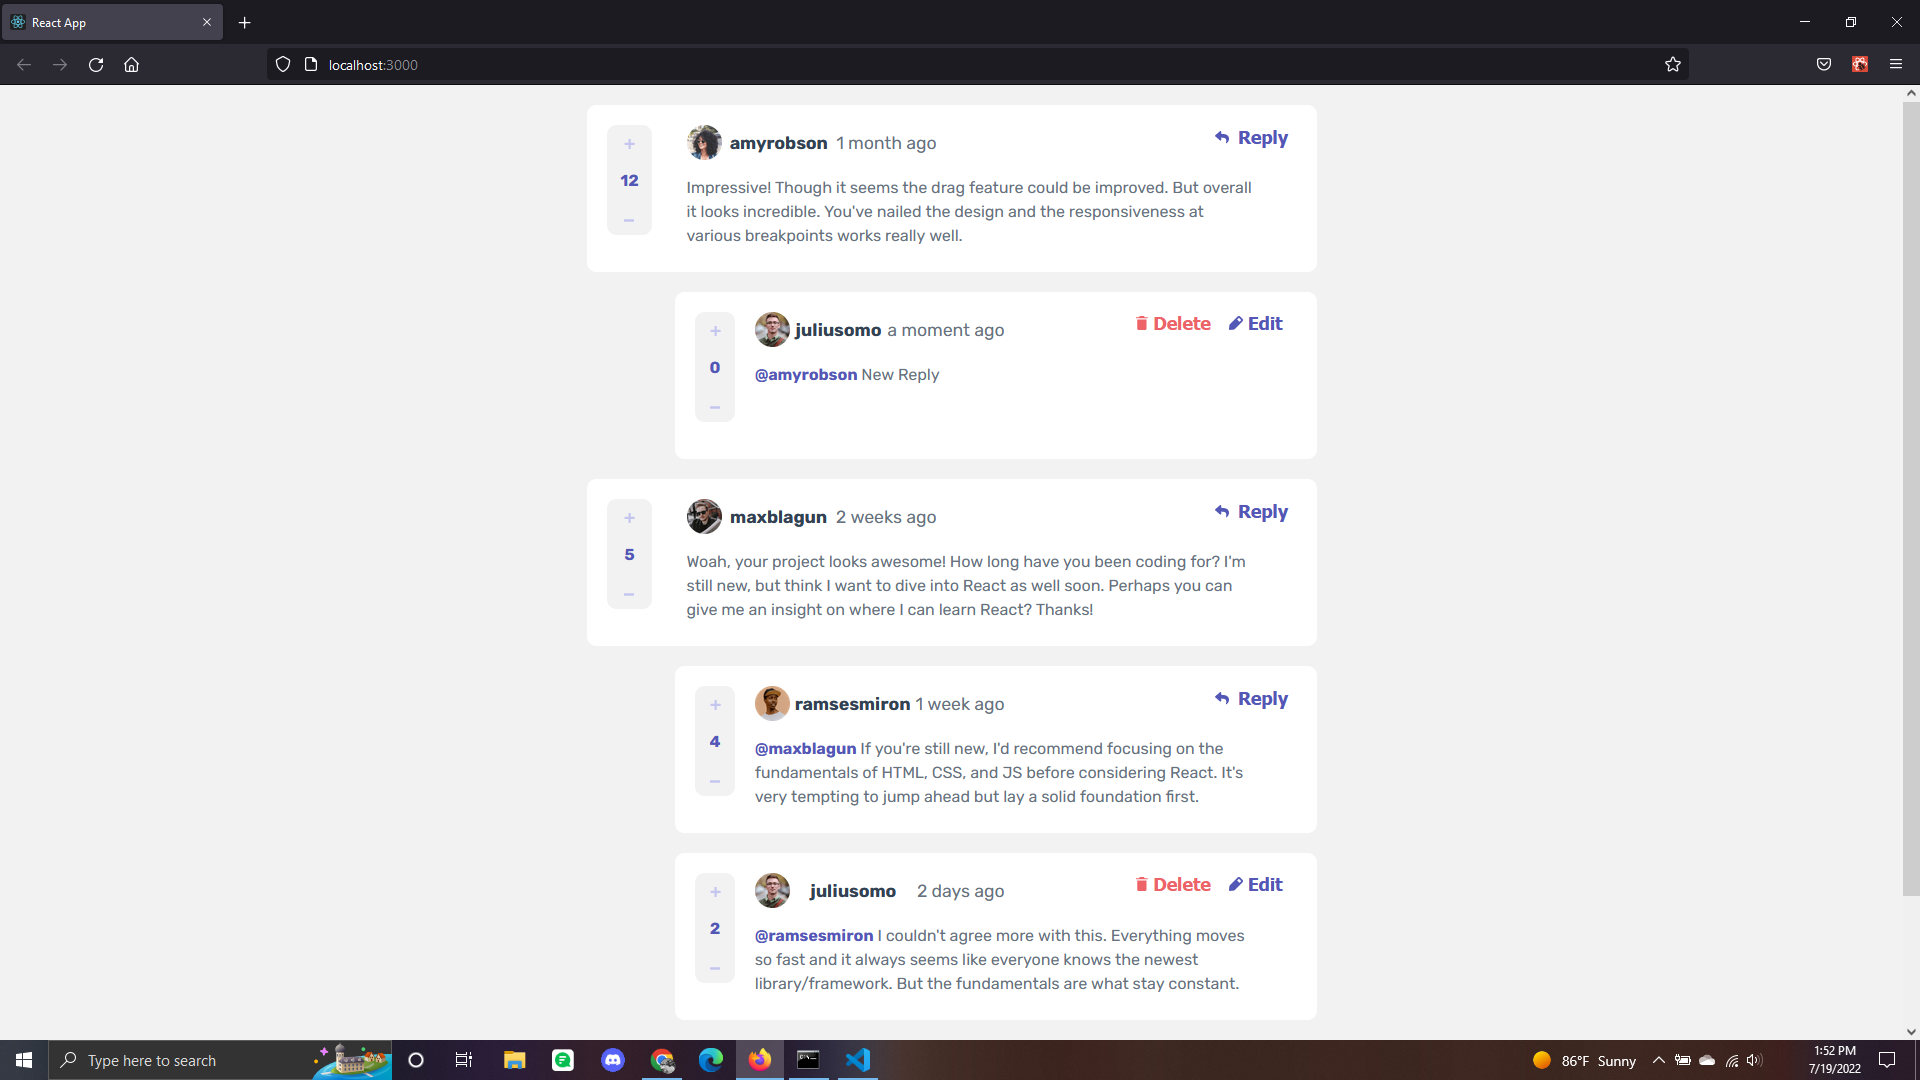 React App
localhost:3000
+
12
−
amyrobson 1 month ago
Reply
Impressive! Though it seems the drag feature could be improved. But overall
it looks incredible. You've nailed the design and the responsiveness at
various breakpoints works really well.
+
0
−
juliusomo a moment ago
Delete Edit
@amyrobson New Reply
+
5
−
maxblagun 2 weeks ago
Reply
Woah, your project looks awesome! How long have you been coding for? I'm
still new, but think I want to dive into React as well soon. Perhaps you can
give me an insight on where I can learn React? Thanks!
+
4
−
ramsesmiron 1 week ago
Reply
@maxblagun If you're still new, I'd recommend focusing on the
fundamentals of HTML, CSS, and JS before considering React. It's
very tempting to jump ahead but lay a solid foundation first.
+
2
−
juliusomo 2 days ago
Delete Edit
@ramsesmiron I couldn't agree more with this. Everything moves
so fast and it always seems like everyone knows the newest
library/framework. But the fundamentals are what stay constant.
Type here to search
86°F Sunny
1:52 PM
7/19/2022